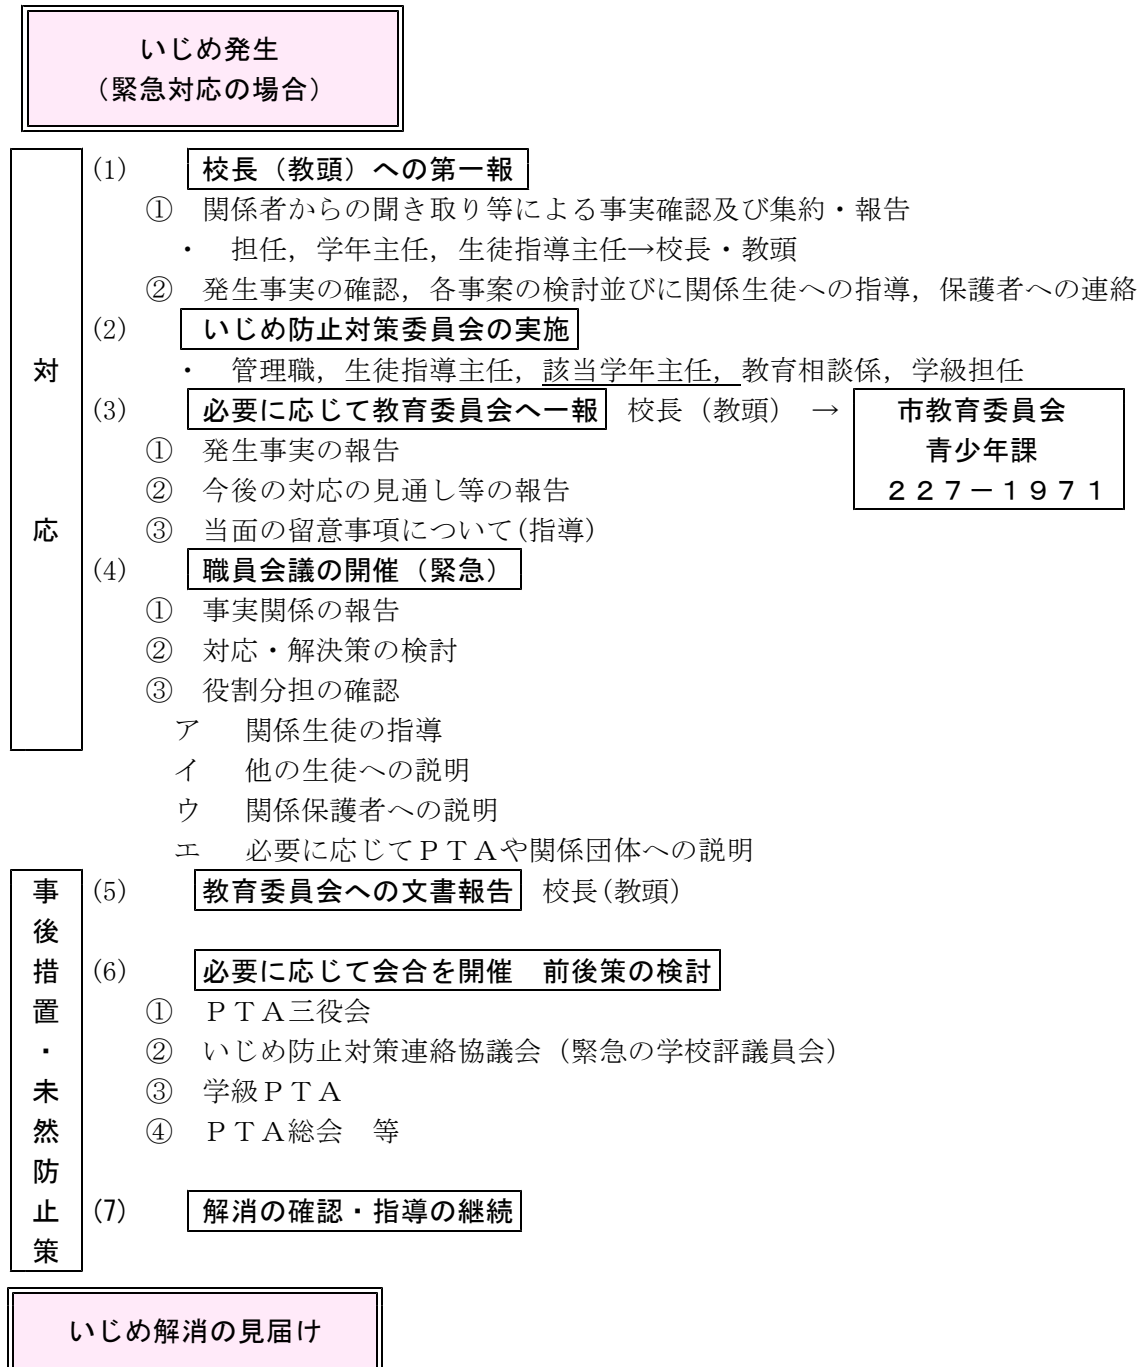 いじめ発生
（緊急対応の場合）
対応
(1) 校長（教頭）への第一報
① 関係者からの聞き取り等による事実確認及び集約・報告
・ 担任，学年主任，生徒指導主任→校長・教頭
② 発生事実の確認，各事案の検討並びに関係生徒への指導，保護者への連絡
(2) いじめ防止対策委員会の実施
・ 管理職，生徒指導主任，該当学年主任，教育相談係，学級担任
(3) 必要に応じて教育委員会へ一報 校長（教頭） →
市教育委員会
青少年課
２２７－１９７１
① 発生事実の報告
② 今後の対応の見通し等の報告
③ 当面の留意事項について(指導)
(4) 職員会議の開催（緊急）
① 事実関係の報告
② 対応・解決策の検討
③ 役割分担の確認
ア 関係生徒の指導
イ 他の生徒への説明
ウ 関係保護者への説明
エ 必要に応じてＰＴＡや関係団体への説明
事後措置・未然防止策
(5) 教育委員会への文書報告 校長(教頭)
(6) 必要に応じて会合を開催 前後策の検討
① ＰＴＡ三役会
② いじめ防止対策連絡協議会（緊急の学校評議員会）
③ 学級ＰＴＡ
④ ＰＴＡ総会 等
(7) 解消の確認・指導の継続
いじめ解消の見届け